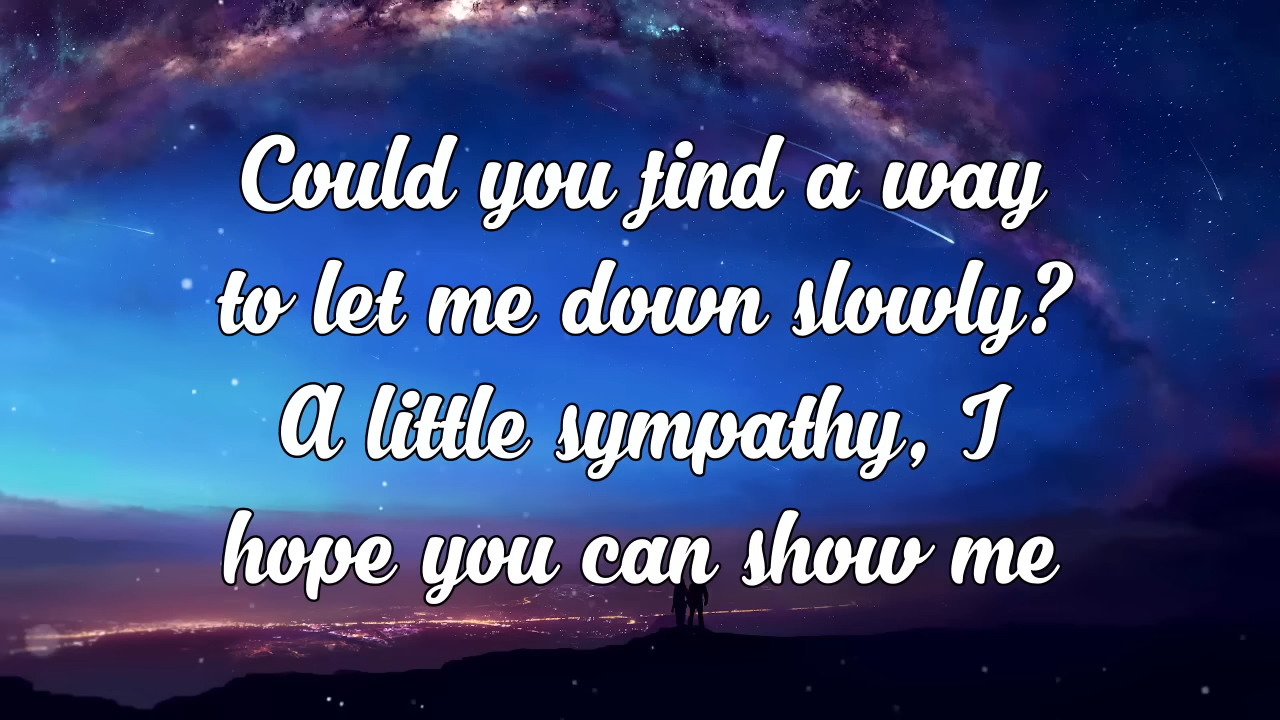 Could you find a way
to let me down slowly?
A little sympathy, I
hope you can show me